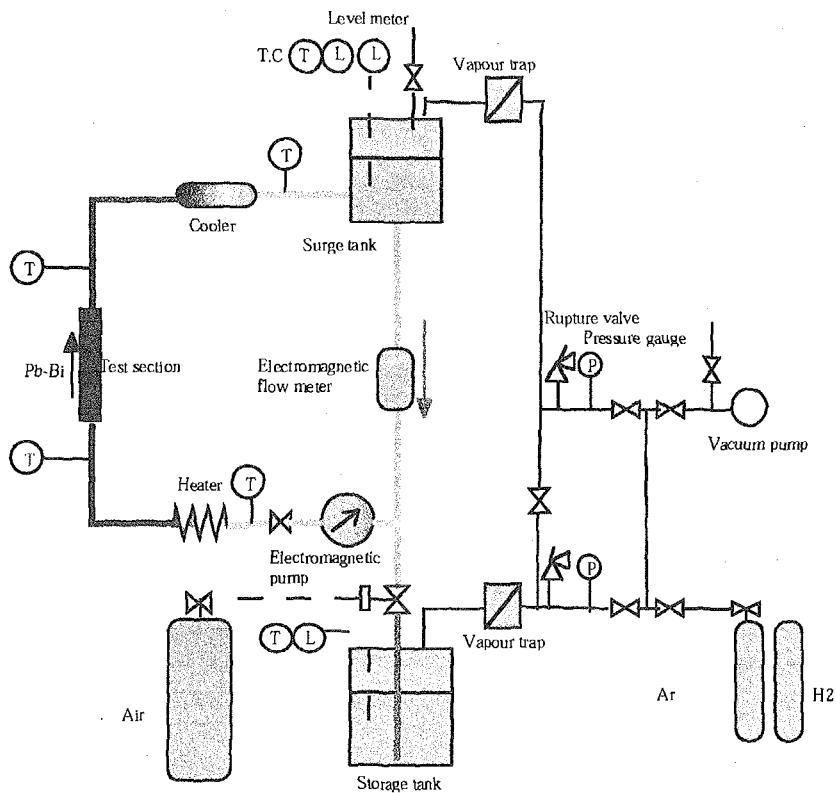 Level meter
T.C T L L
Vapour trap
T
Cooler
Surge tank
T
Rupture valve
Pressure gauge
P
Electromagnetic
flow meter
Pb-Bi
Test section
Vacuum pump
T
Heater
T
Electromagnetic
pump
P
T L
Vapour trap
Air
Ar
H2
Storage tank